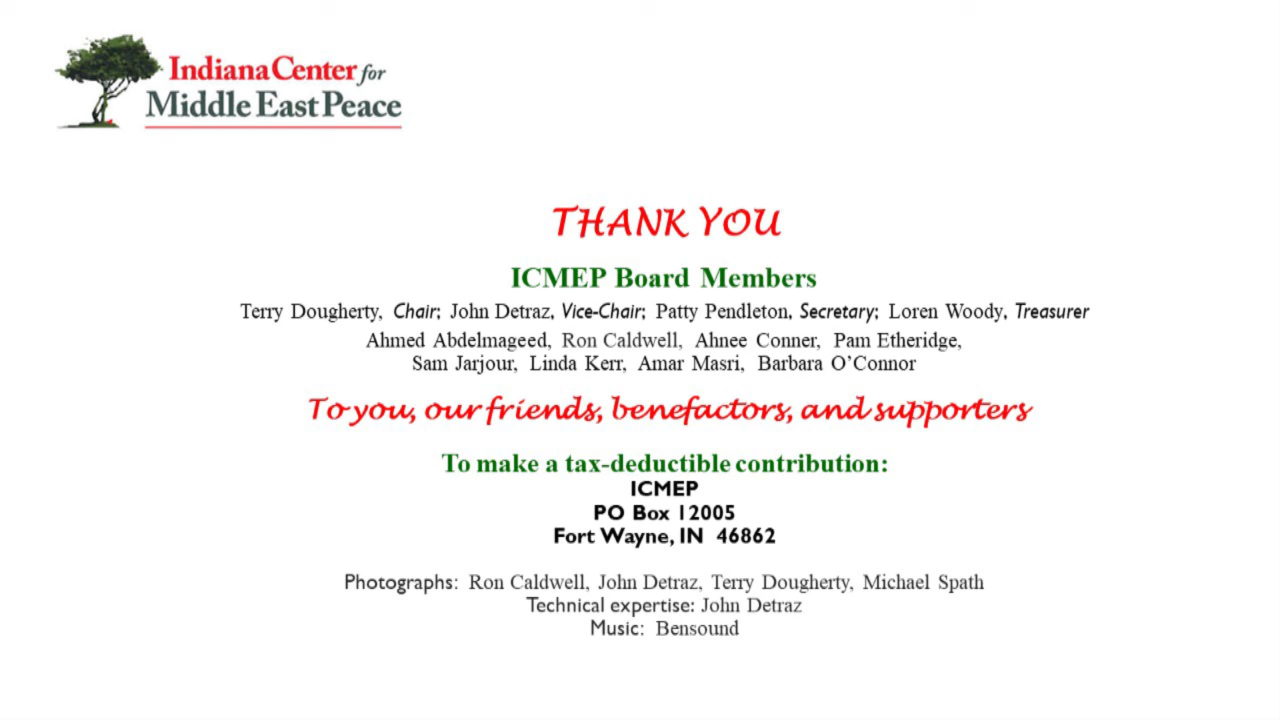 Indiana Center for
Middle East Peace
THANK YOU
ICMEP Board Members
Terry Dougherty, Chair; John Detraz, Vice-Chair; Patty Pendleton, Secretary; Loren Woody, Treasurer
Ahmed Abdelmageed, Ron Caldwell, Ahnee Conner, Pam Etheridge,
Sam Jarjour, Linda Kerr, Amar Masri, Barbara O’Connor
To you, our friends, benefactors, and supporters
To make a tax-deductible contribution:
ICMEP
PO Box 12005
Fort Wayne, IN 46862
Photographs: Ron Caldwell, John Detraz, Terry Dougherty, Michael Spath
Technical expertise: John Detraz
Music: Bensound